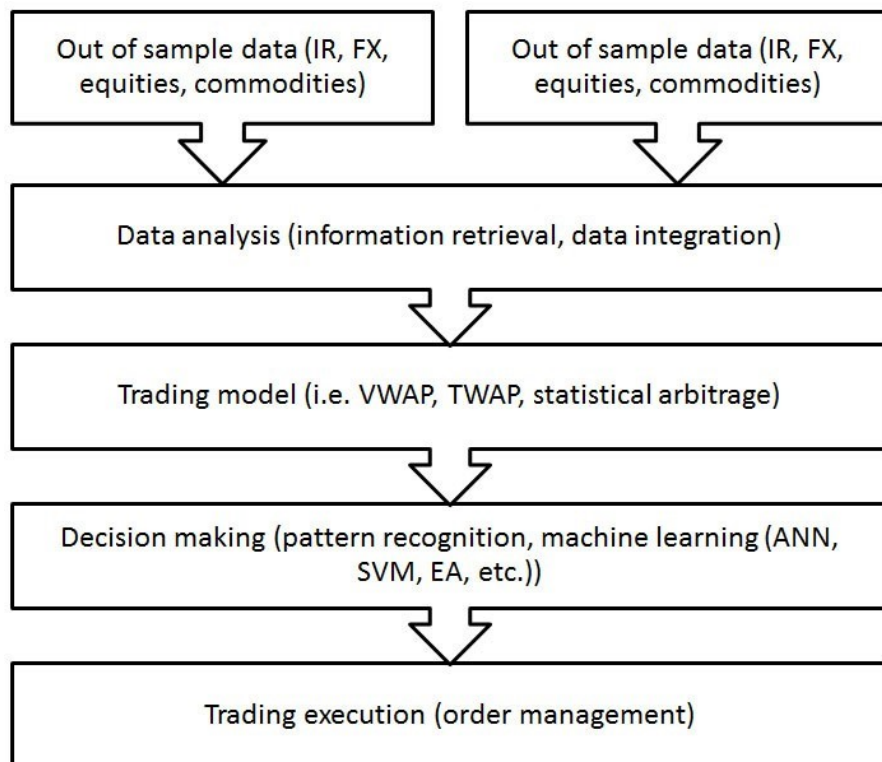 Out of sample data (IR, FX,
equities, commodities)
Out of sample data (IR, FX,
equities, commodities)
Data analysis (information retrieval, data integration)
Trading model (i.e. VWAP, TWAP, statistical arbitrage)
Decision making (pattern recognition, machine learning (ANN,
SVM, EA, etc.))
Trading execution (order management)